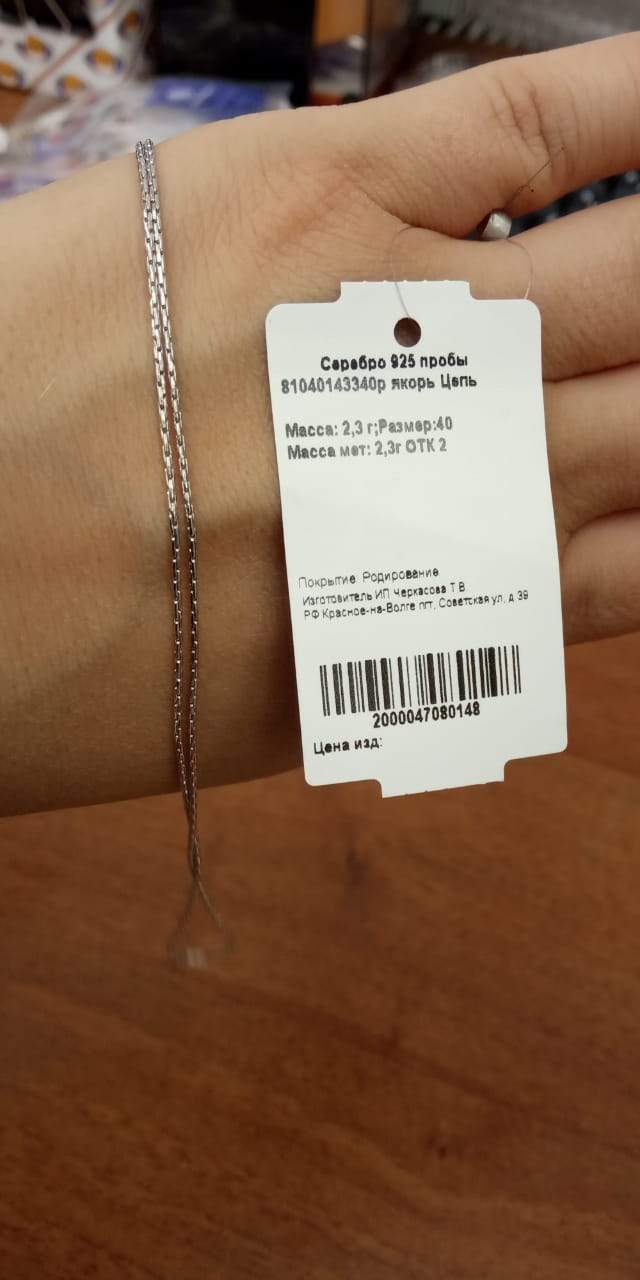 Серебро 925 пробы
81040143340р якорь Цепь
Масса: 2,3 г;Размер:40
Масса мет: 2,3г ОТК 2
Покрытие Родирование
Изготовитель ИП Черкасова Т В
РФ Красное-на-Волге пгт, Советская ул, д 39
2000047080148
Цена изд: